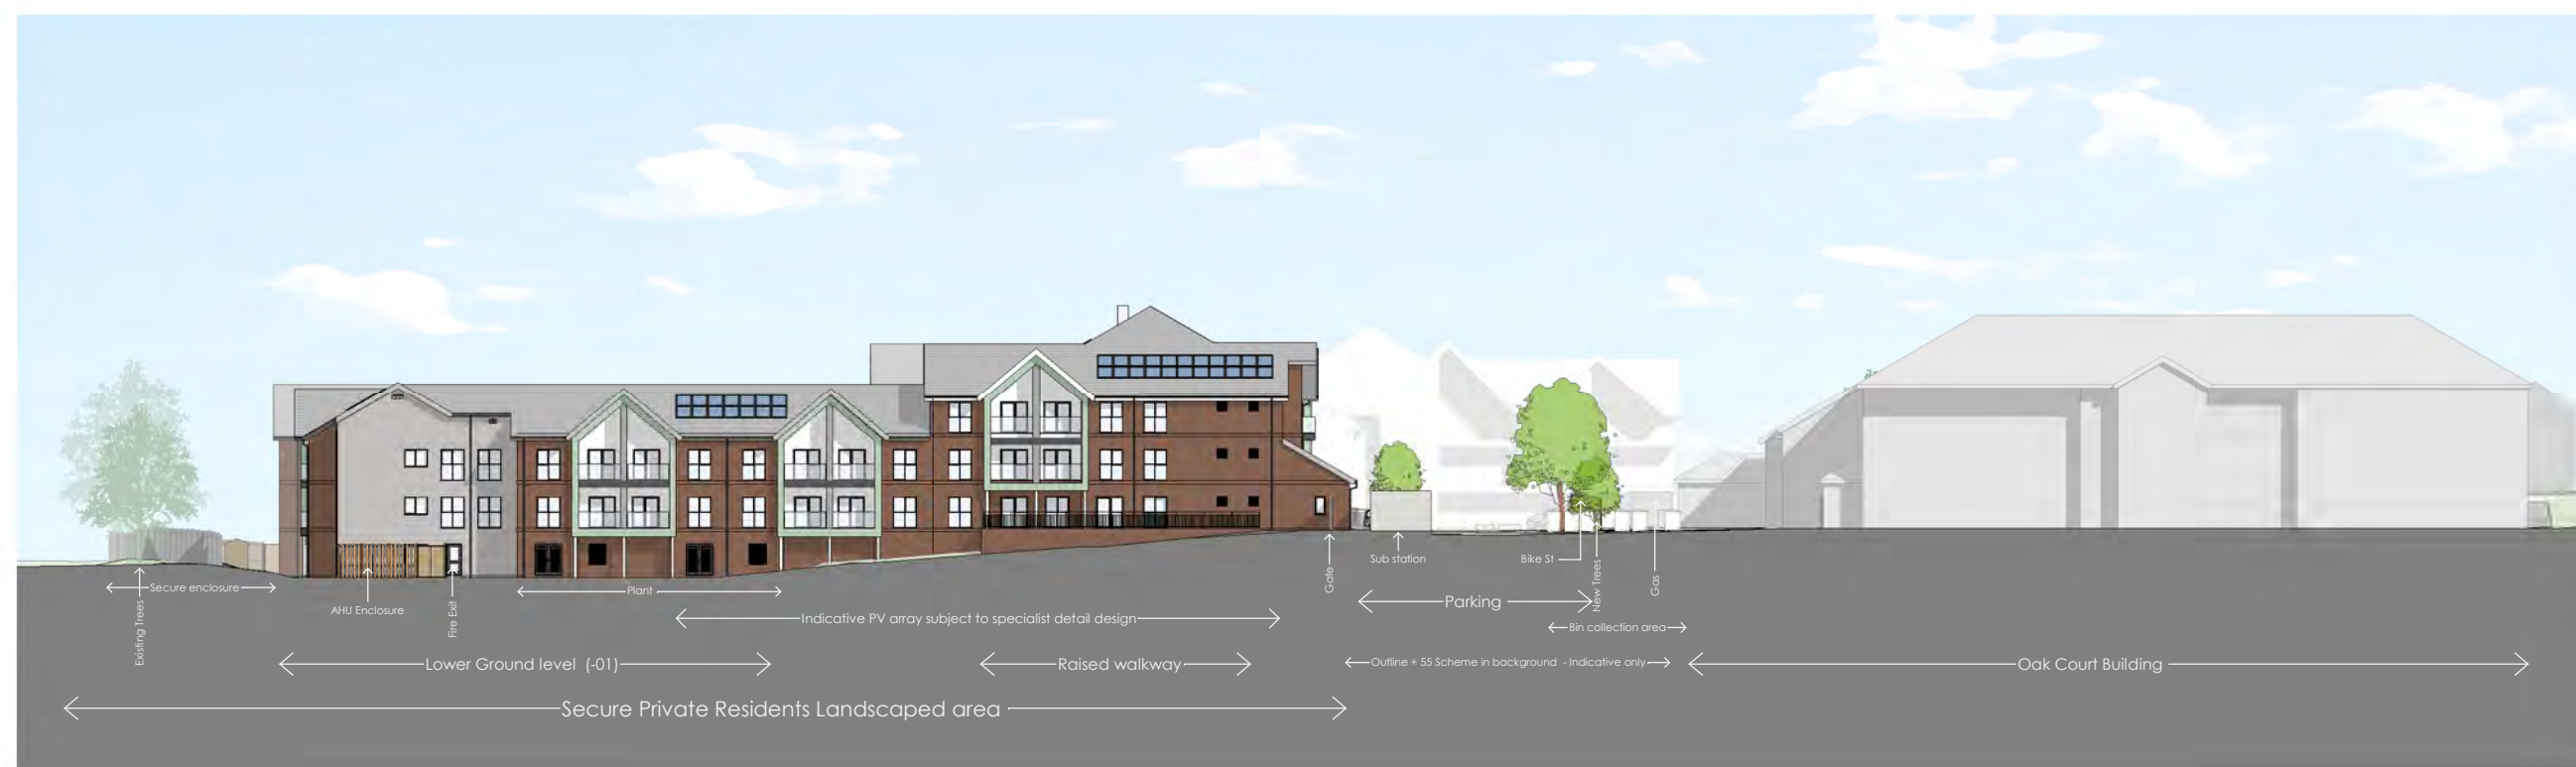 Sub station
Bike St
Gate
New Trees
Gas
Secure enclosure
Existing Trees
AHU Enclosure
Fire Exit
Plant
Parking
Indicative PV array subject to specialist detail design
Bin collection area
Lower Ground level (-01)
Raised walkway
Outline + 55 Scheme in background - Indicative only
Oak Court Building
Secure Private Residents Landscaped area